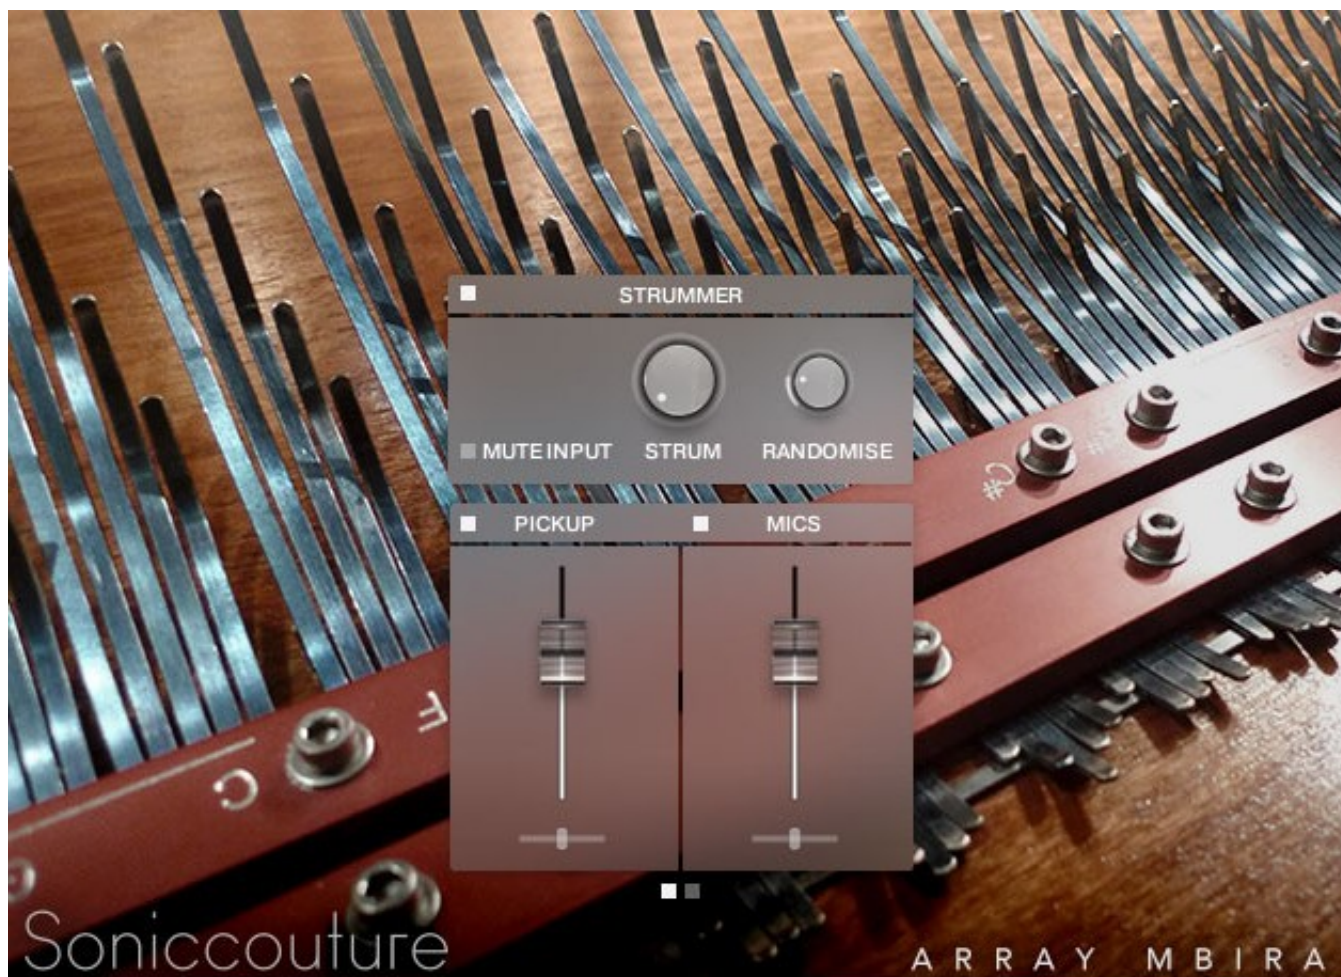 STRUMMER
MUTE INPUT STRUM RANDOMISE
PICKUP MICS
C#
F
C
G
Soniccouture
ARRAY MBIRA